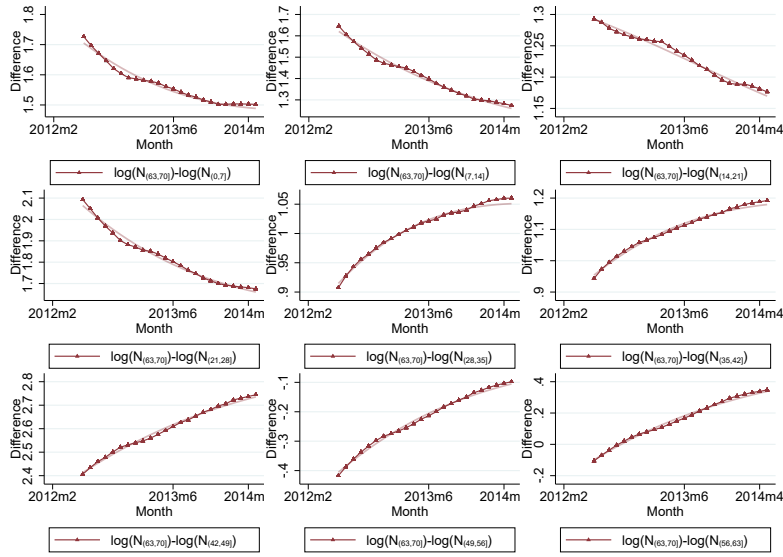 Difference
1.5 1.6 1.7 1.8
2012m2 2013m6 2014m
Month
log(N(63,70])-log(N(0,7])
Difference
1.3 1.4 1.5 1.6 1.7
2012m2 2013m6 2014m
Month
log(N(63,70])-log(N(7,14])
Difference
1.15 1.2 1.25 1.3
2012m2 2013m6 2014m4
Month
log(N(63,70])-log(N(14,21])
Difference
1.7 1.8 1.9 2 2.1
2012m2 2013m6 2014m
Month
log(N(63,70])-log(N(21,28])
Difference
.9 .95 1 1.05
2012m2 2013m6 2014m
Month
log(N(63,70])-log(N(28,35])
Difference
.9 1 1.1 1.2
2012m2 2013m6 2014m4
Month
log(N(63,70])-log(N(35,42])
Difference
2.4 2.5 2.6 2.7 2.8
2012m2 2013m6 2014m
Month
log(N(63,70])-log(N(42,49])
Difference
-.4 -.3 -.2 -.1
2012m2 2013m6 2014m
Month
log(N(63,70])-log(N(49,56])
Difference
-.2 0 .2 .4
2012m2 2013m6 2014m4
Month
log(N(63,70])-log(N(56,63])